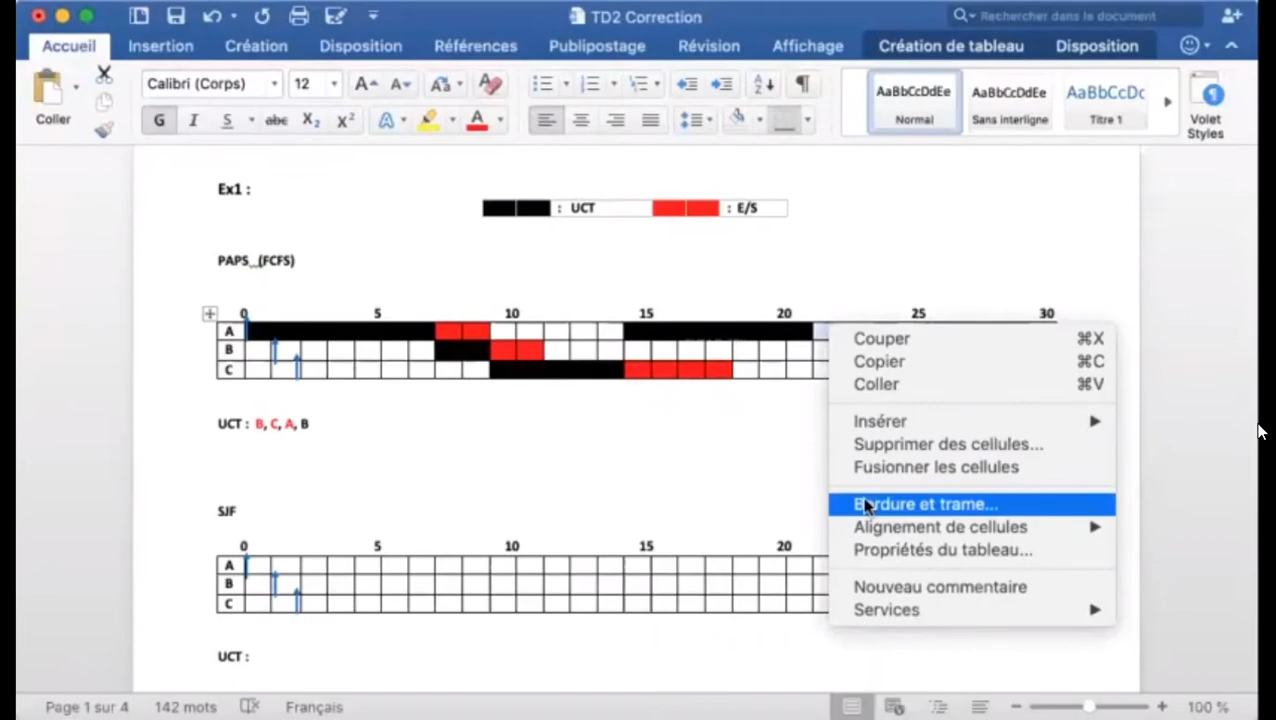 TD2 Correction
Rechercher dans le document
Accueil Insertion Création Disposition Références Publipostage Révision Affichage Création de tableau Disposition
Coller
Calibri (Corps) 12
G I S abc X₂ X²
AaBbCcDdEe AaBbCcDdEe AaBbCcDc
Normal Sans interligne Titre 1
Volet
Styles
Ex1 :
: UCT : E/S
PAPS (FCFS)
0 5 10 15 20 25 30
A
B
C
UCT : B, C, A, B
SJF
0 5 10 15 20
A
B
C
UCT :
Couper ⌘X
Copier ⌘C
Coller ⌘V
Insérer
Supprimer des cellules...
Fusionner les cellules
Bordure et trame...
Alignement de cellules
Propriétés du tableau...
Nouveau commentaire
Services
Page 1 sur 4 142 mots Français 100 %